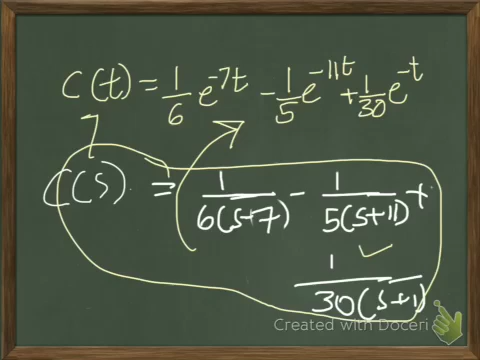 C(t) = 1/6 e^-7t - 1/5 e^-11t + 1/30 e^-t
C(s) = 1/6(s+7) - 1/5(s+11) +
1/30(s+1)
Created with Doceri